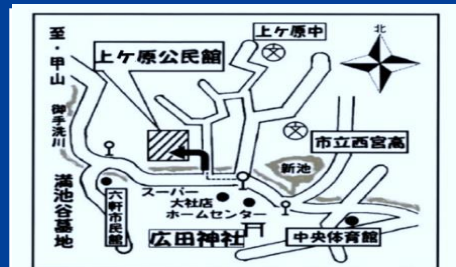 上ケ原中
北
上ケ原公民館
至・甲山
御手洗川
市立西宮高
新池
満池谷墓地
六軒市民館
スーパー
大社店
ホームセンター
広田神社
中央体育館